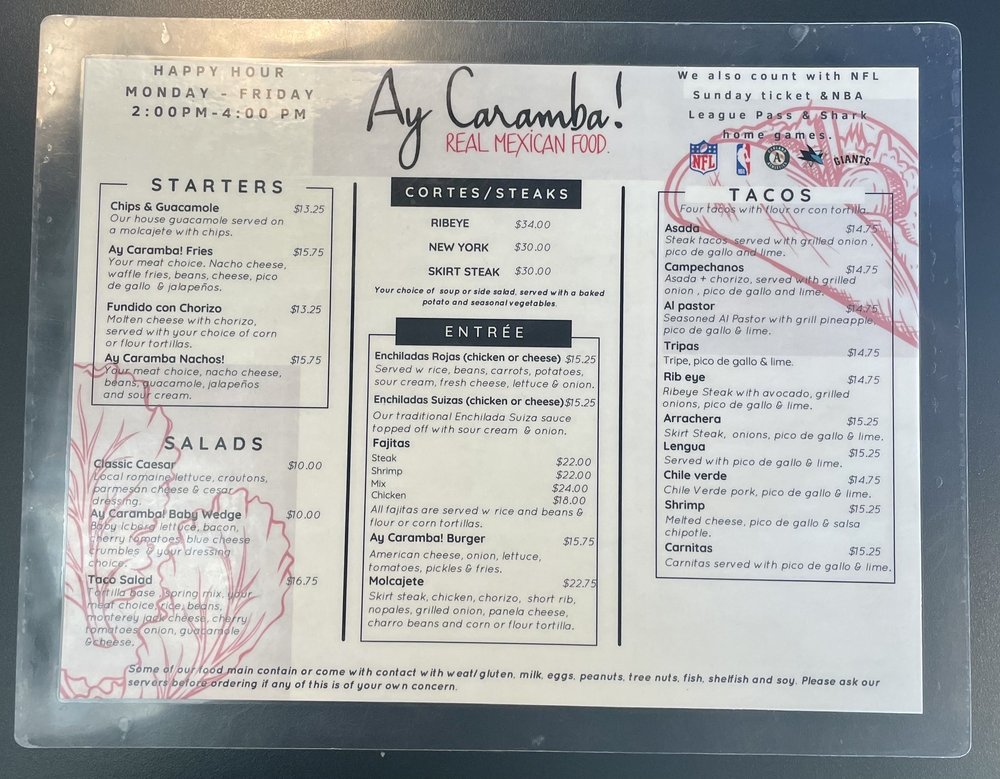 HAPPY HOUR
MONDAY - FRIDAY
2:00PM-4:00 PM
Ay Caramba!
REAL MEXICAN FOOD.
We also count with NFL
Sunday ticket &NBA
League Pass & Shark
home games.
NFL
NBA
GIANTS
STARTERS
Chips & Guacamole $13.25
Our house guacamole served on
a molcajete with chips.
Ay Caramba! Fries $15.75
Your meat choice. Nacho cheese,
waffle fries, beans, cheese, pico
de gallo & jalapeños.
Fundido con Chorizo $13.25
Molten cheese with chorizo,
served with your choice of corn
or flour tortillas.
Ay Caramba Nachos! $15.75
Your meat choice, nacho cheese,
beans, guacamole, jalapeños
and sour cream.
SALADS
Classic Caesar $10.00
Local romaine lettuce, croutons,
parmesan cheese & cesar
dressing.
Ay Caramba! Baby Wedge $10.00
Baby Icberg lettuce, bacon,
cherry tomatoes, blue cheese
crumbles & your dressing
choice.
Taco Salad $16.75
Tortilla base, spring mix, your
meat choice, rice, beans,
monterey jack cheese, cherry
tomatoes, onion, guacamole
& cheese.
CORTES/STEAKS
RIBEYE $34.00
NEW YORK $30.00
SKIRT STEAK $30.00
Your choice of soup or side salad, served with a baked
potato and seasonal vegetables.
ENTRÉE
Enchiladas Rojas (chicken or cheese) $15.25
Served w rice, beans, carrots, potatoes,
sour cream, fresh cheese, lettuce & onion.
Enchiladas Suizas (chicken or cheese) $15.25
Our traditional Enchilada Suiza sauce
topped off with sour cream & onion.
Fajitas
Steak $22.00
Shrimp $22.00
Mix $24.00
Chicken $18.00
All fajitas are served w rice and beans &
flour or corn tortillas.
Ay Caramba! Burger $15.75
American cheese, onion, lettuce,
tomatoes, pickles & fries.
Molcajete $22.75
Skirt steak, chicken, chorizo, short rib,
nopales, grilled onion, panela cheese,
charro beans and corn or flour tortilla.
TACOS
Four tacos with flour or con tortilla.
Asada $14.75
Steak tacos served with grilled onion ,
pico de gallo and lime.
Campechanos $14.75
Asada + chorizo, served with grilled
onion , pico de gallo and lime.
Al pastor $14.75
Seasoned Al Pastor with grill pineapple,
pico de gallo & lime.
Tripas $14.75
Tripe, pico de gallo & lime.
Rib eye $14.75
Ribeye Steak with avocado, grilled
onions, pico de gallo & lime.
Arrachera $15.25
Skirt Steak, onions, pico de gallo & lime.
Lengua $15.25
Served with pico de gallo & lime.
Chile verde $14.75
Chile Verde pork, pico de gallo & lime.
Shrimp $15.25
Melted cheese, pico de gallo & salsa
chipotle.
Carnitas $15.25
Carnitas served with pico de gallo & lime.
Some of our food main contain or come with contact with weat/ gluten, milk, eggs, peanuts, tree nuts, fish, shelfish and soy. Please ask our
servers before ordering if any of this is of your own concern.